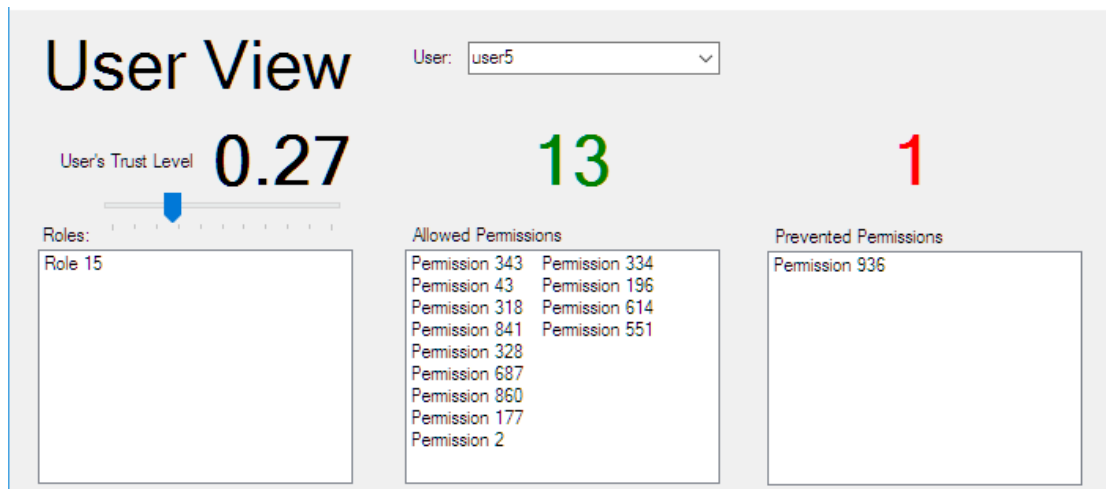 User View
User: user5
User's Trust Level 0.27
13
1
Roles:
Role 15
Allowed Permissions
Permission 343 Permission 334
Permission 43 Permission 196
Permission 318 Permission 614
Permission 841 Permission 551
Permission 328
Permission 687
Permission 860
Permission 177
Permission 2
Prevented Permissions
Permission 936